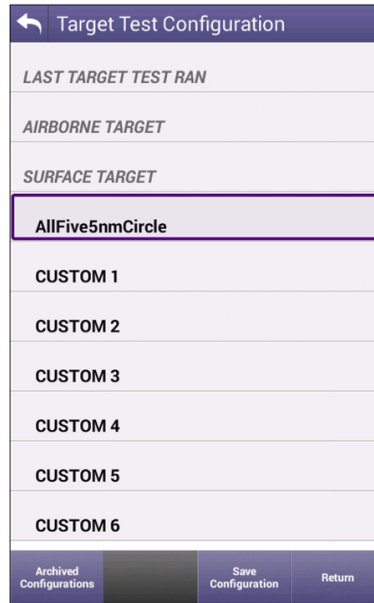 Target Test Configuration
LAST TARGET TEST RAN
AIRBORNE TARGET
SURFACE TARGET
AllFive5nmCircle
CUSTOM 1
CUSTOM 2
CUSTOM 3
CUSTOM 4
CUSTOM 5
CUSTOM 6
Archived
Configurations
Save
Configuration
Return